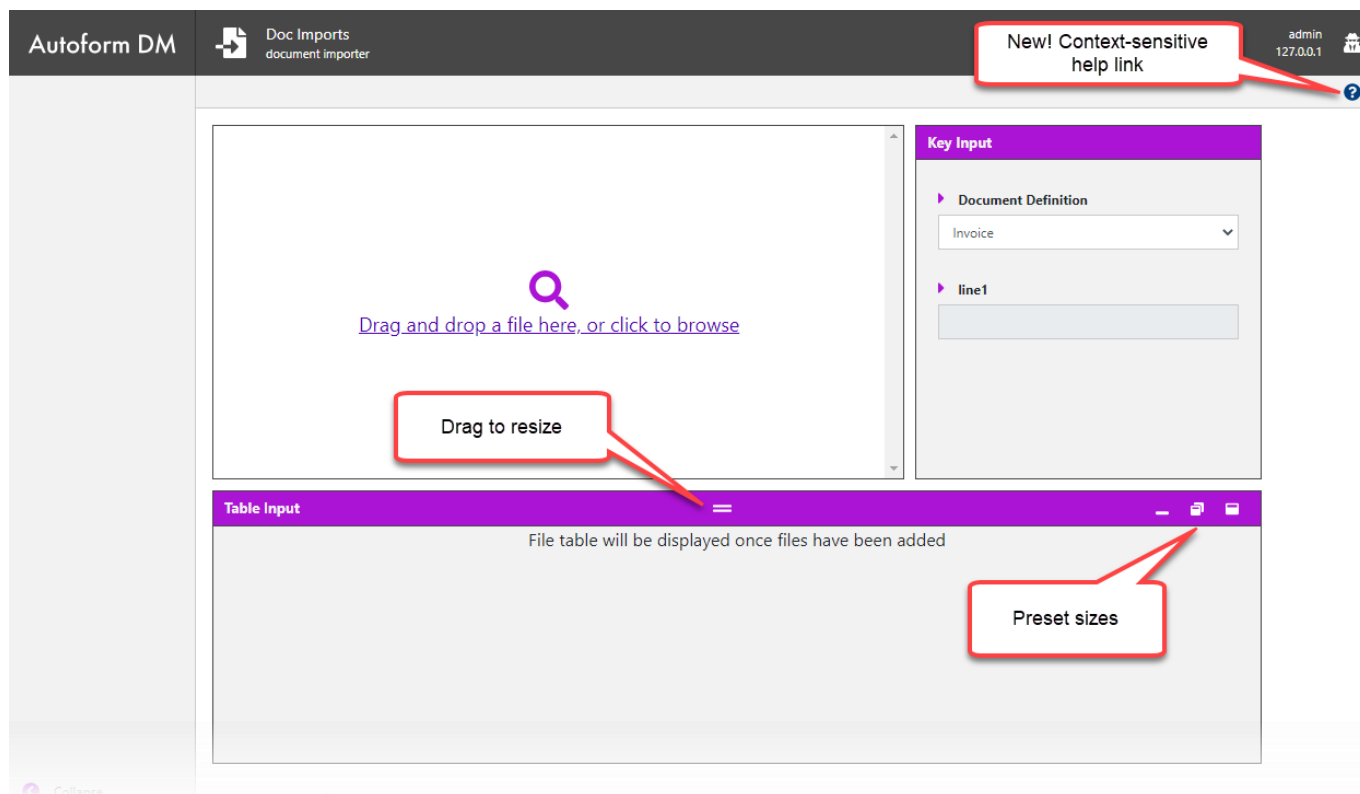 Autoform DM
Doc Imports
document importer
New! Context-sensitive
help link
admin
127.0.0.1
?
Key Input
Document Definition
Invoice
line1
Drag and drop a file here, or click to browse
Drag to resize
Table Input
File table will be displayed once files have been added
Preset sizes
Collapse